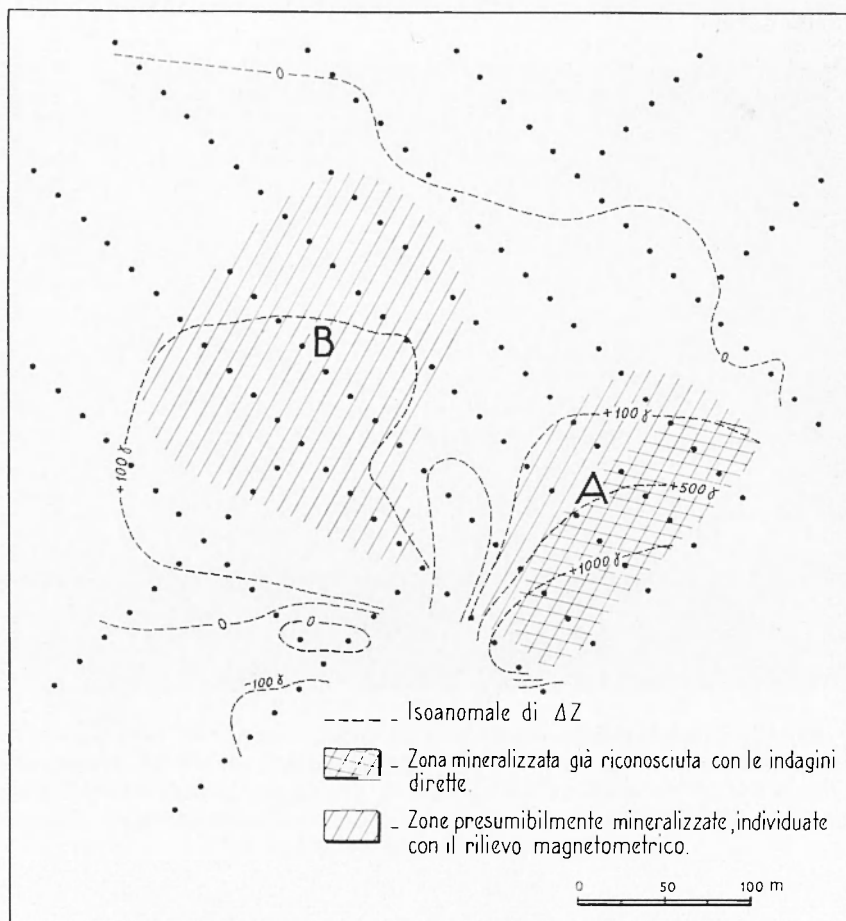 0
B
+100 γ
0
+100 γ
A
+500 γ
+1000 γ
0
0
-100 γ
Isoanomale di ΔZ
Zona mineralizzata già riconosciuta con le indagini
dirette.
Zone presumibilmente mineralizzate, individuate
con il rilievo magnetometrico.
0 50 100 m